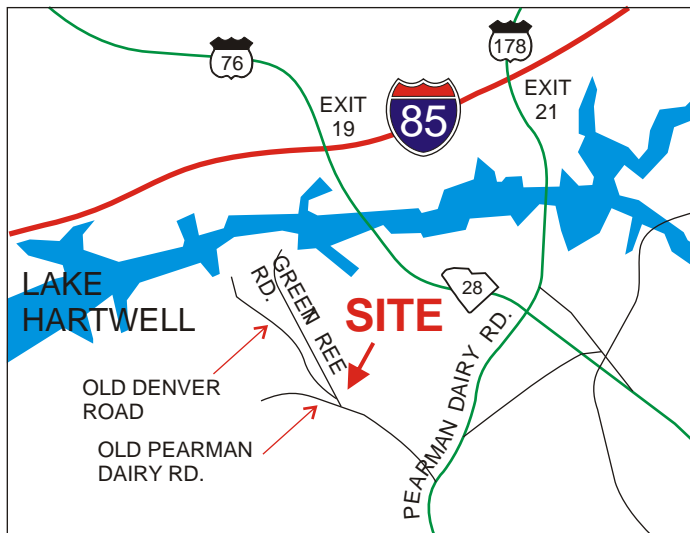 178
76
EXIT
21
EXIT
19
85
LAKE
HARTWELL
GREEN REE
RD.
28
SITE
PEARMAN DAIRY RD.
OLD DENVER
ROAD
OLD PEARMAN
DAIRY RD.